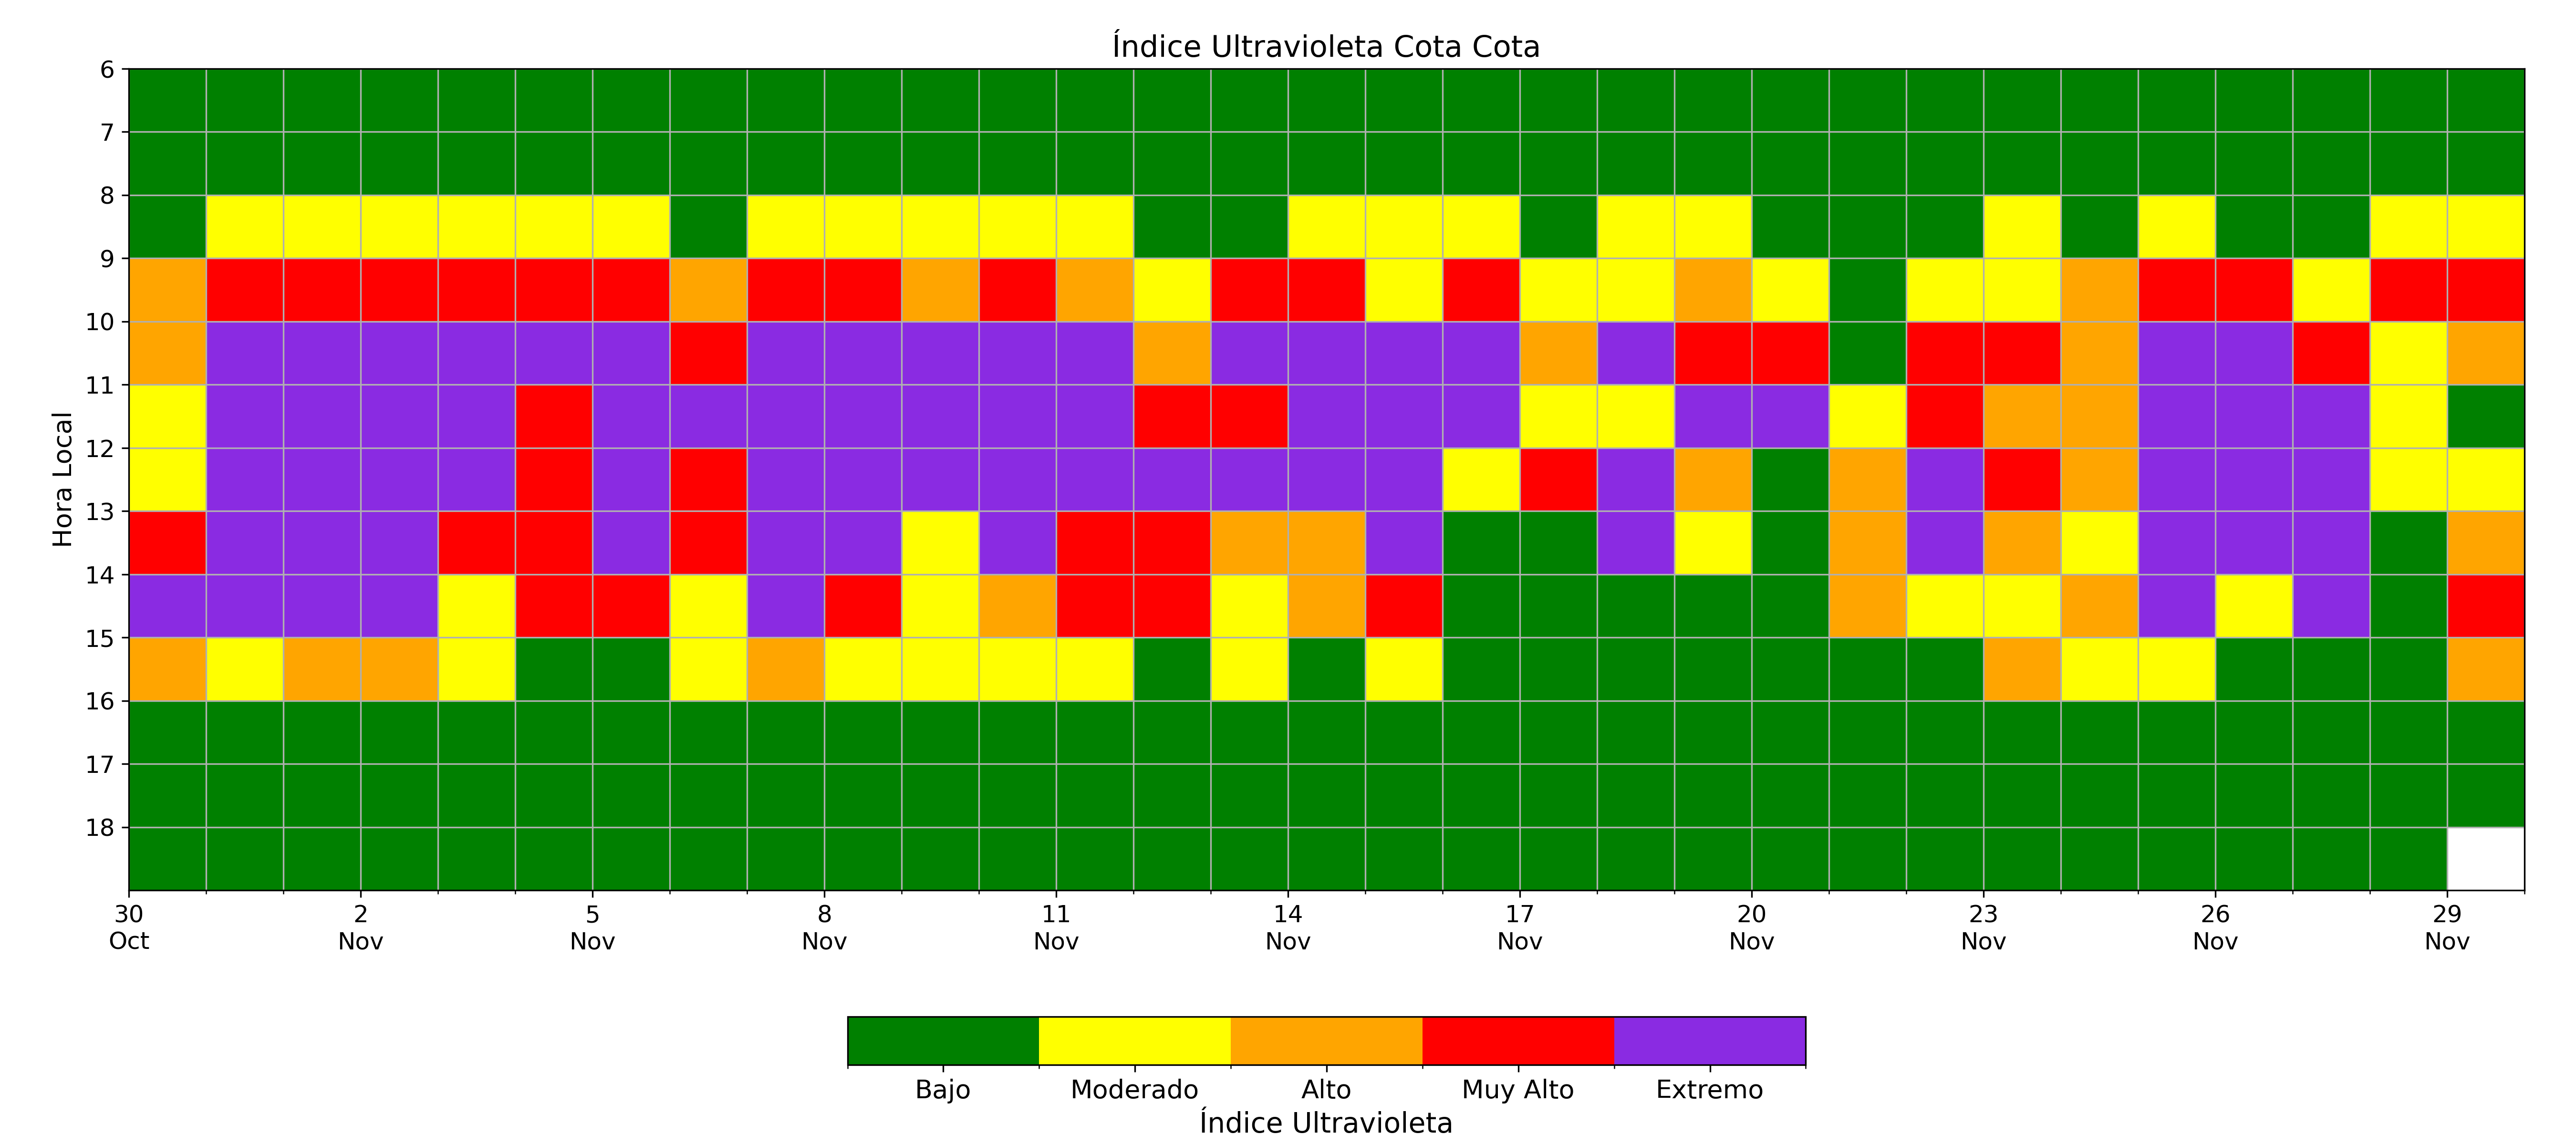 Índice Ultravioleta Cota Cota
Hora Local
6
7
8
9
10
11
12
13
14
15
16
17
18
30 2 5 8 11 14 17 20 23 26 29
Oct Nov Nov Nov Nov Nov Nov Nov Nov Nov Nov
Bajo Moderado Alto Muy Alto Extremo
Índice Ultravioleta